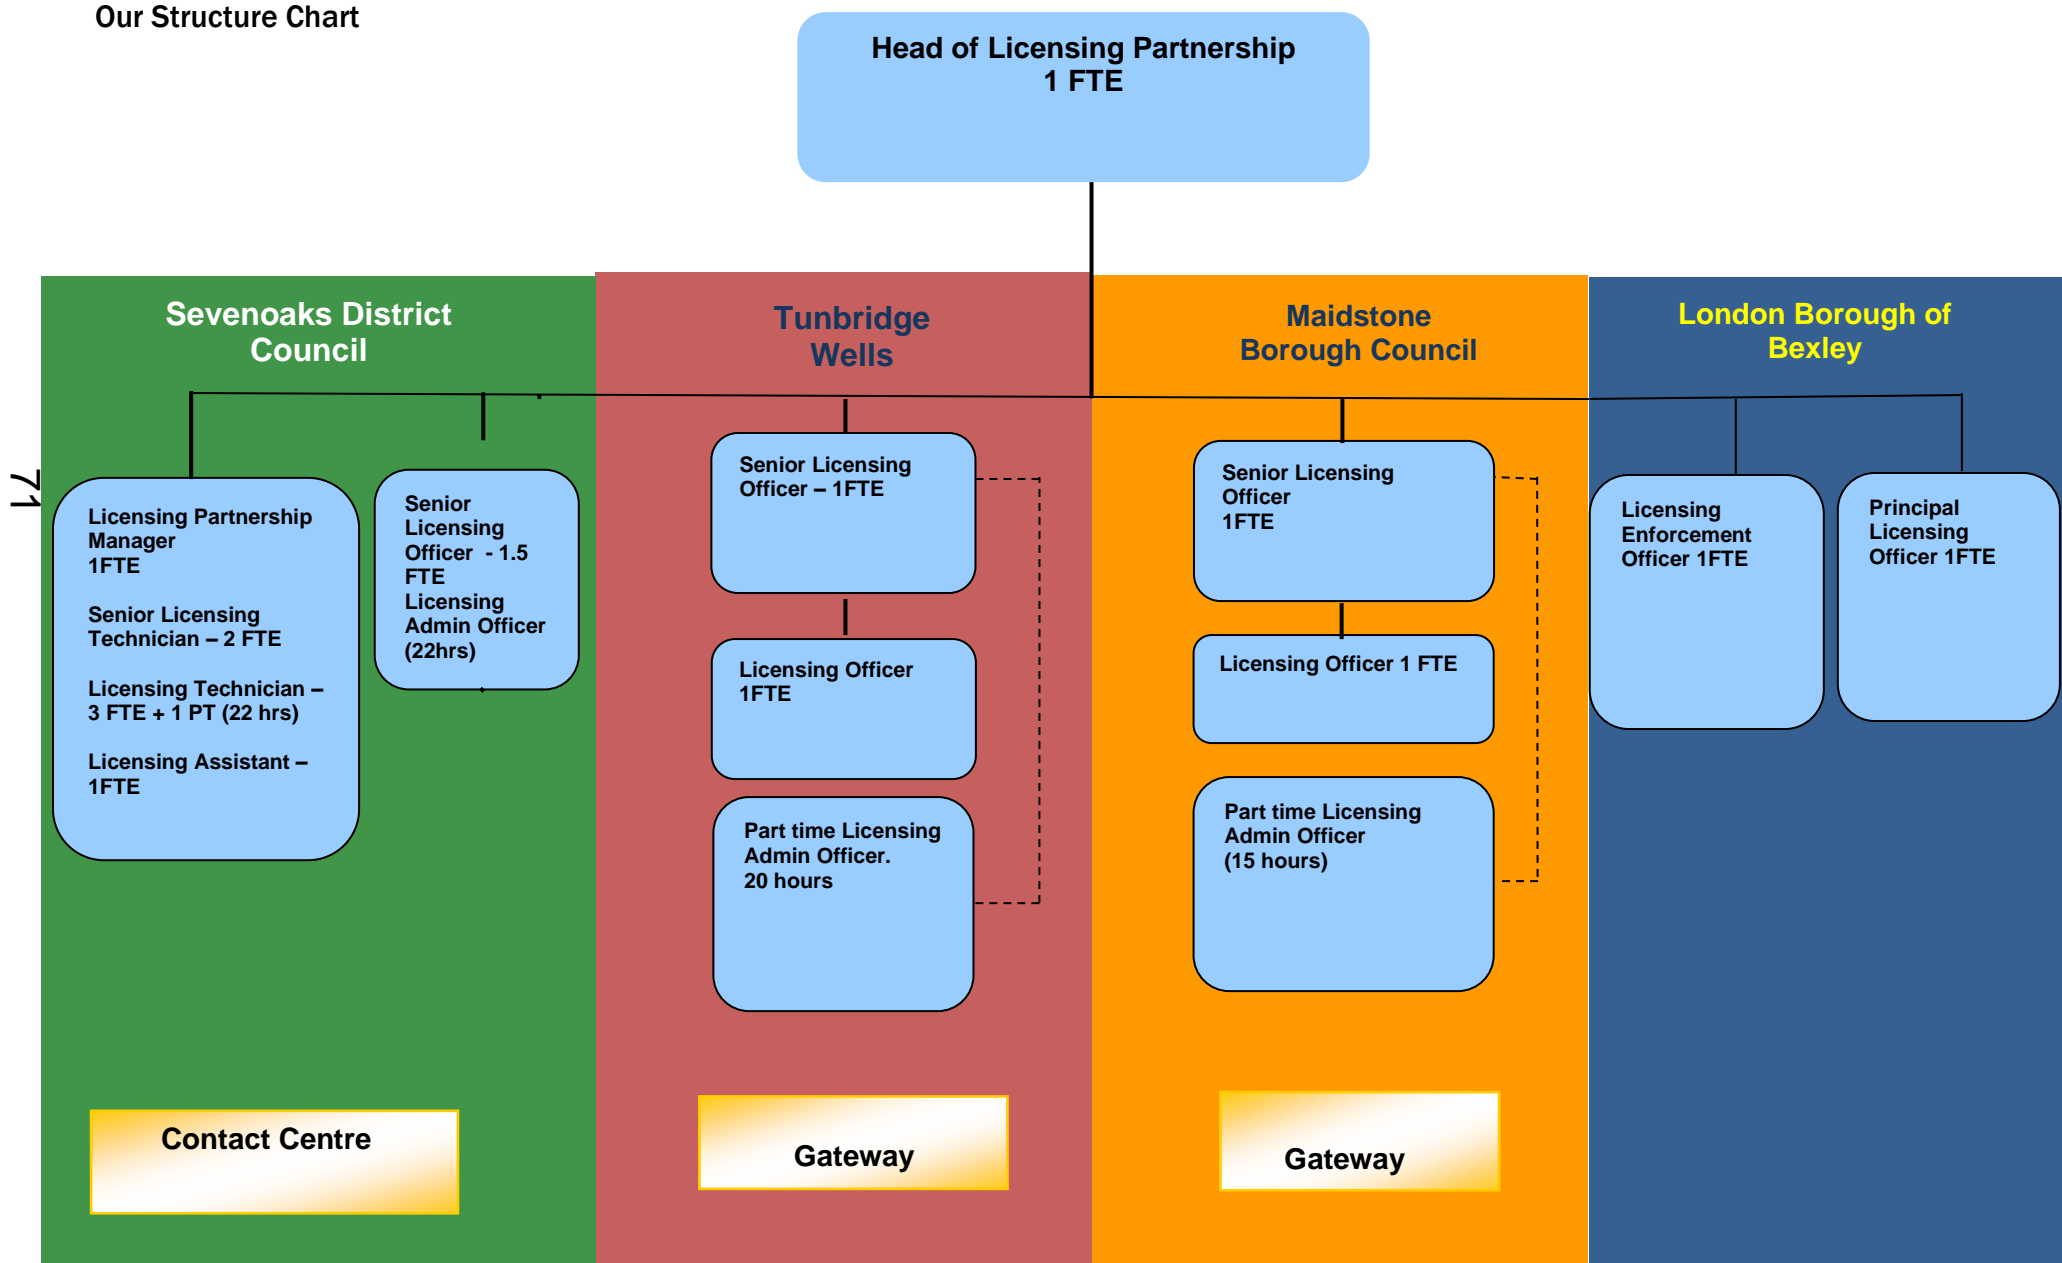 Our Structure Chart
Head of Licensing Partnership
1 FTE
Sevenoaks District
Council
Tunbridge
Wells
Maidstone
Borough Council
London Borough of
Bexley
71
Licensing Partnership
Manager
1FTE
Senior Licensing
Technician – 2 FTE
Licensing Technician –
3 FTE + 1 PT (22 hrs)
Licensing Assistant –
1FTE
Senior
Licensing
Officer - 1.5
FTE
Licensing
Admin Officer
(22hrs)
Senior Licensing
Officer – 1FTE
Licensing Officer
1FTE
Part time Licensing
Admin Officer.
20 hours
Senior Licensing
Officer
1FTE
Licensing Officer 1 FTE
Part time Licensing
Admin Officer
(15 hours)
Licensing
Enforcement
Officer 1FTE
Principal
Licensing
Officer 1FTE
Contact Centre
Gateway
Gateway